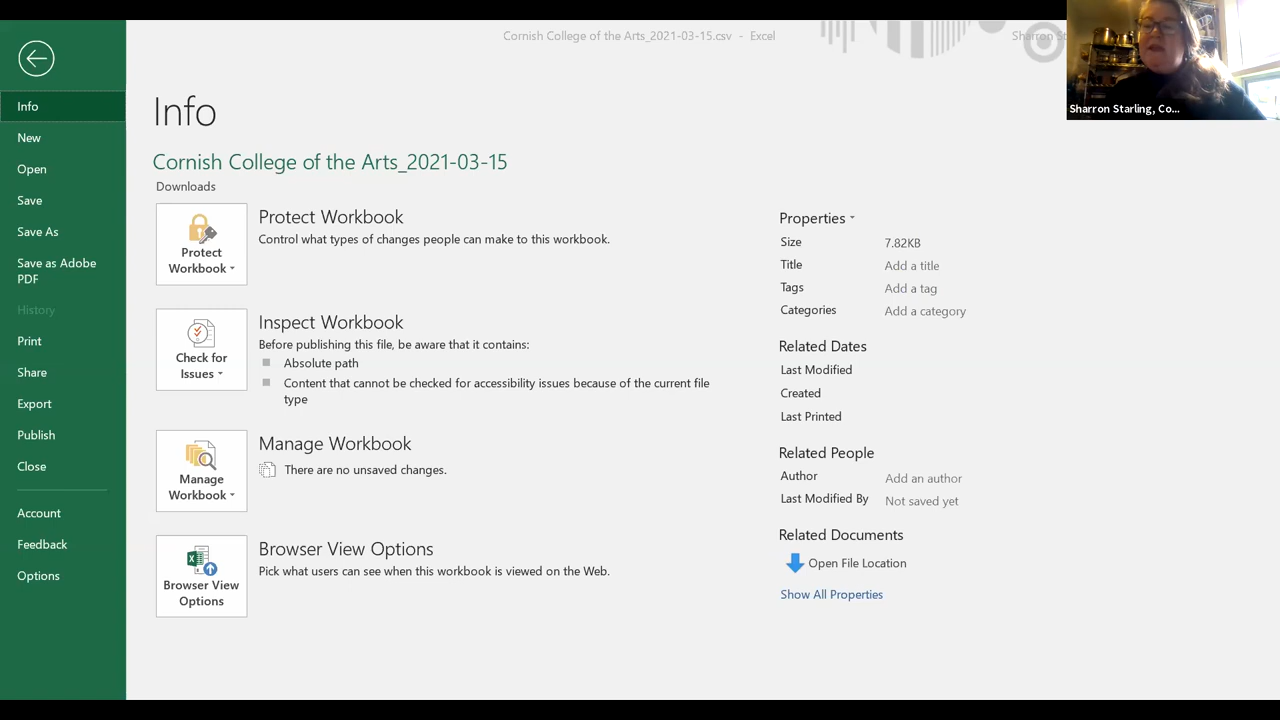 Cornish College of the Arts_2021-03-15.csv - Excel
Sharron St
Sharron Starling, Co...
Info
New
Open
Save
Save As
Save as Adobe
PDF
History
Print
Share
Export
Publish
Close
Account
Feedback
Options
Info
Cornish College of the Arts_2021-03-15
Downloads
Protect
Workbook
Protect Workbook
Control what types of changes people can make to this workbook.
Check for
Issues
Inspect Workbook
Before publishing this file, be aware that it contains:
Absolute path
Content that cannot be checked for accessibility issues because of the current file
type
Manage
Workbook
Manage Workbook
There are no unsaved changes.
Browser View
Options
Browser View Options
Pick what users can see when this workbook is viewed on the Web.
Properties
Size 7.82KB
Title Add a title
Tags Add a tag
Categories Add a category
Related Dates
Last Modified
Created
Last Printed
Related People
Author Add an author
Last Modified By Not saved yet
Related Documents
Open File Location
Show All Properties